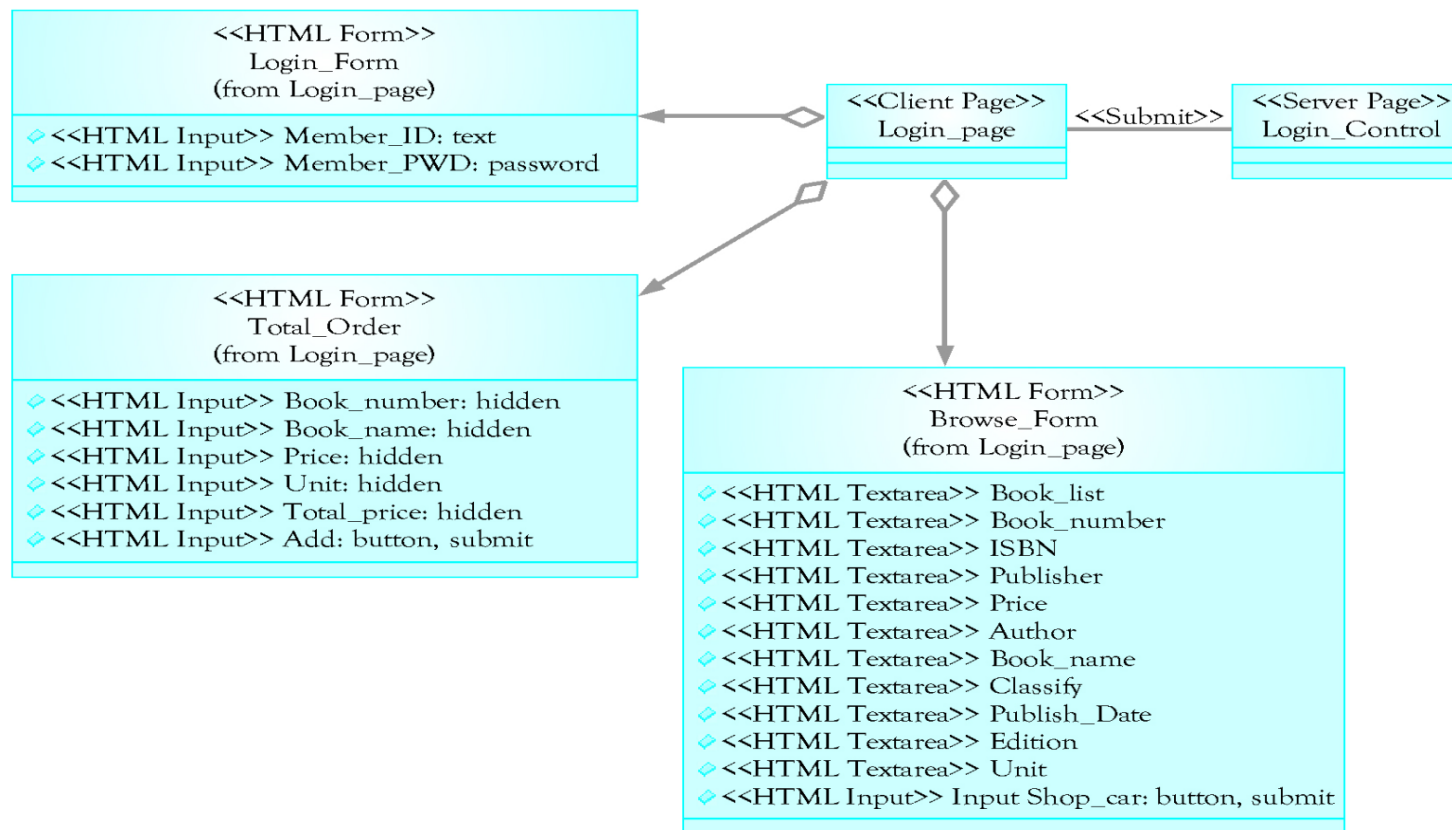 <<HTML Form>>
Login_Form
(from Login_page)
<<HTML Input>> Member_ID: text
<<HTML Input>> Member_PWD: password
<<Client Page>>
Login_page
<<Submit>>
<<Server Page>>
Login_Control
<<HTML Form>>
Total_Order
(from Login_page)
<<HTML Input>> Book_number: hidden
<<HTML Input>> Book_name: hidden
<<HTML Input>> Price: hidden
<<HTML Input>> Unit: hidden
<<HTML Input>> Total_price: hidden
<<HTML Input>> Add: button, submit
<<HTML Form>>
Browse_Form
(from Login_page)
<<HTML Textarea>> Book_list
<<HTML Textarea>> Book_number
<<HTML Textarea>> ISBN
<<HTML Textarea>> Publisher
<<HTML Textarea>> Price
<<HTML Textarea>> Author
<<HTML Textarea>> Book_name
<<HTML Textarea>> Classify
<<HTML Textarea>> Publish_Date
<<HTML Textarea>> Edition
<<HTML Textarea>> Unit
<<HTML Input>> Input Shop_car: button, submit